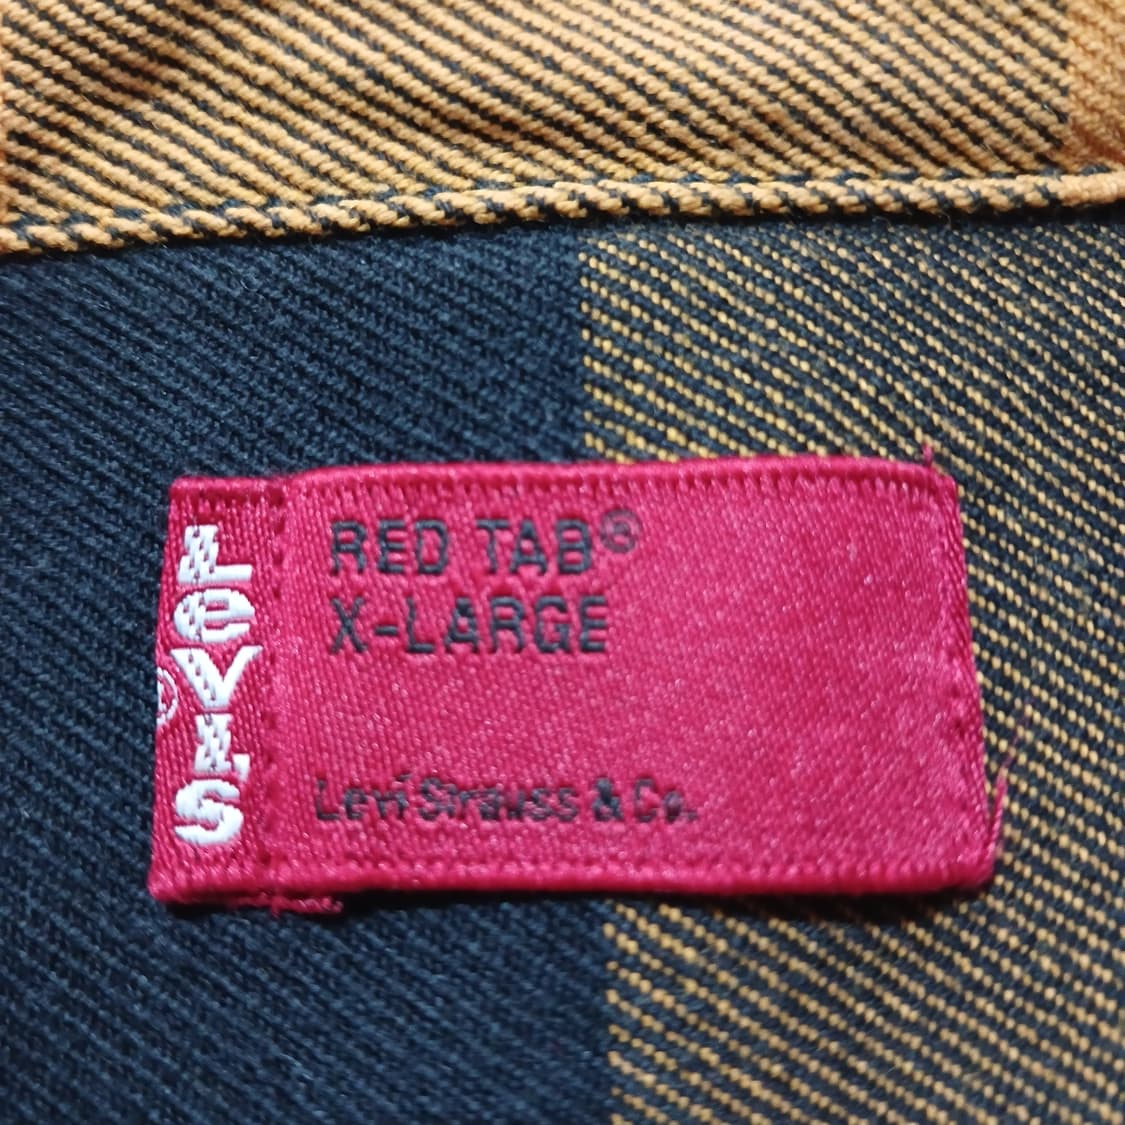 LeVI's
®
RED TAB®
X-LARGE
Levi Strauss & Co.